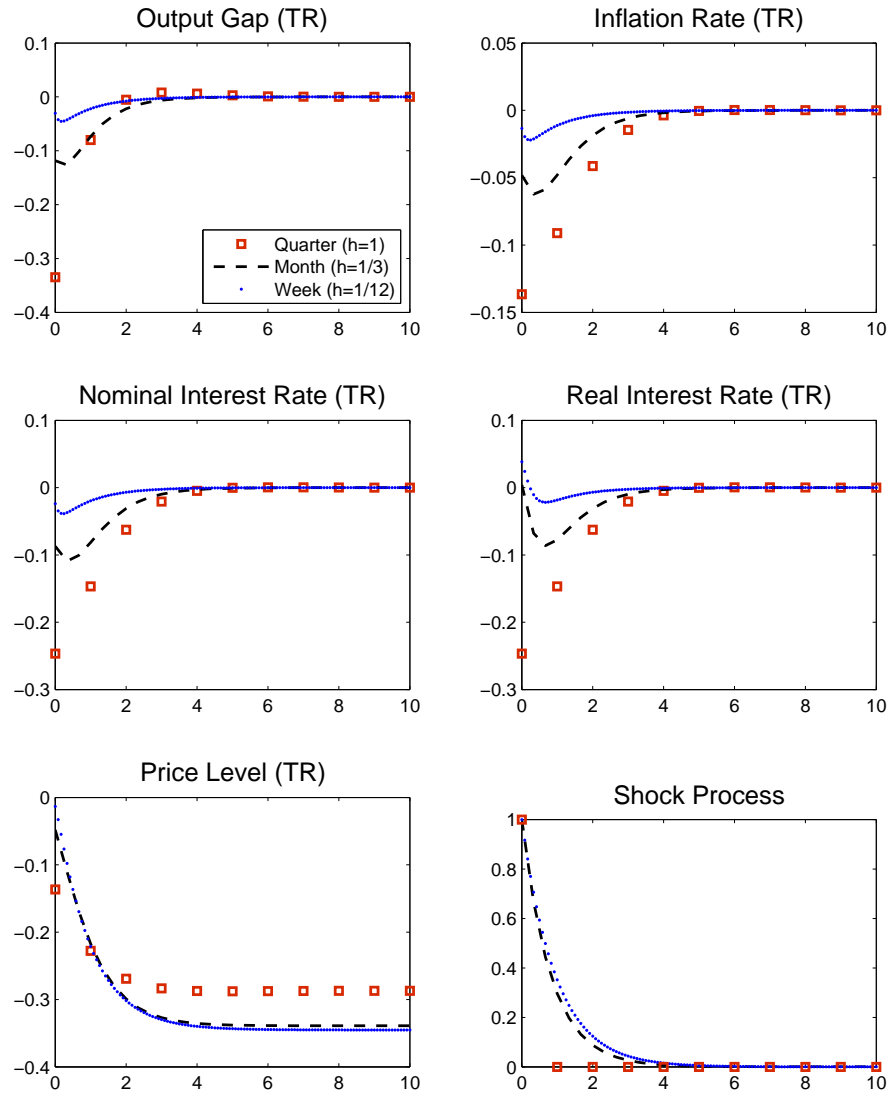 Output Gap (TR)
0.1
0
−0.1
−0.2
−0.3
−0.4
0 2 4 6 8 10
Quarter (h=1)
Month (h=1/3)
Week (h=1/12)
Inflation Rate (TR)
0.05
0
−0.05
−0.1
−0.15
0 2 4 6 8 10
Nominal Interest Rate (TR)
0.1
0
−0.1
−0.2
−0.3
0 2 4 6 8 10
Real Interest Rate (TR)
0.1
0
−0.1
−0.2
−0.3
0 2 4 6 8 10
Price Level (TR)
0
−0.1
−0.2
−0.3
−0.4
0 2 4 6 8 10
Shock Process
1
0.8
0.6
0.4
0.2
0
0 2 4 6 8 10